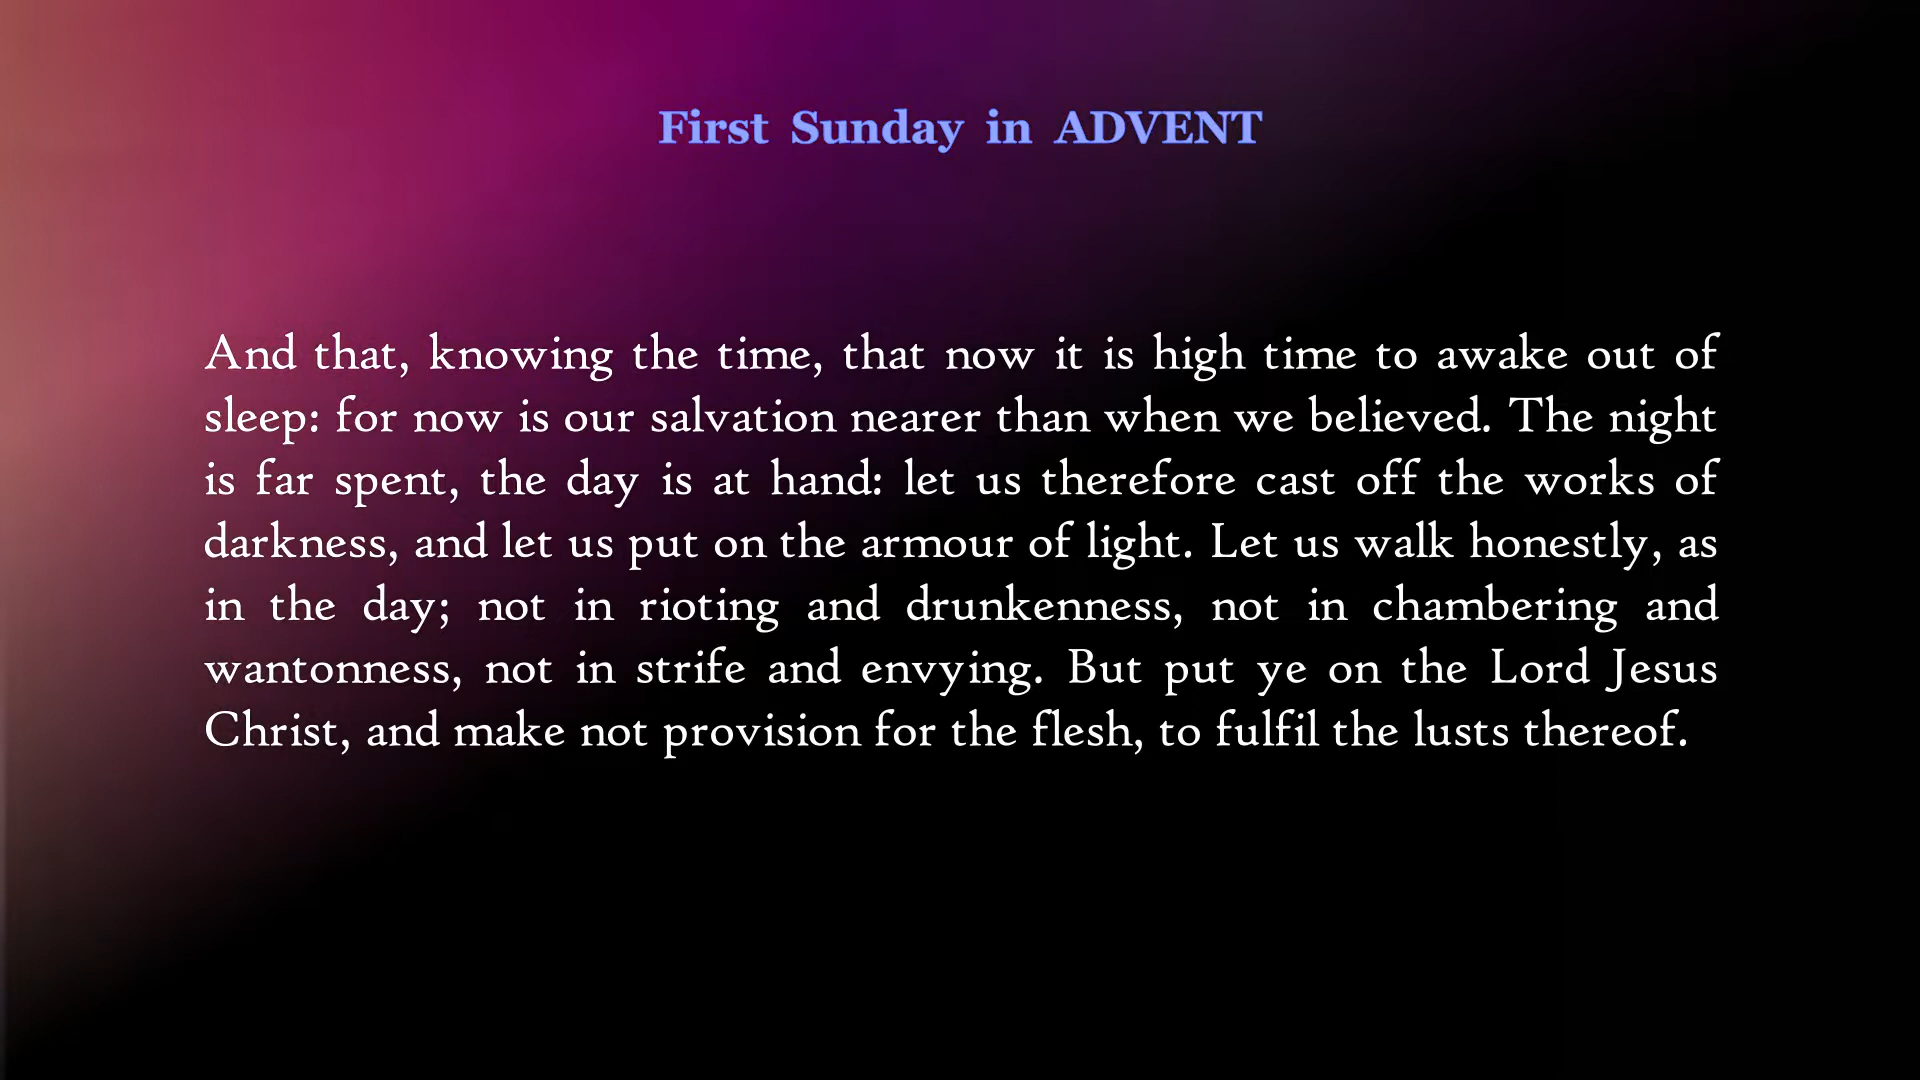 First Sunday in ADVENT
And that, knowing the time, that now it is high time to awake out of
sleep: for now is our salvation nearer than when we believed. The night
is far spent, the day is at hand: let us therefore cast off the works of
darkness, and let us put on the armour of light. Let us walk honestly, as
in the day; not in rioting and drunkenness, not in chambering and
wantonness, not in strife and envying. But put ye on the Lord Jesus
Christ, and make not provision for the flesh, to fulfil the lusts thereof.